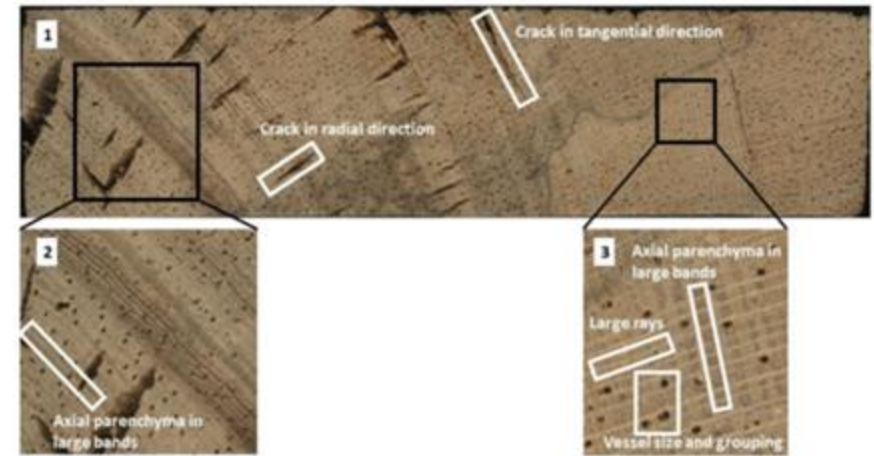 1
Crack in tangential direction
Crack in radial direction
2
Axial parenchyma in
large bands
3
Axial parenchyma in
large bands
Large rays
Vessel size and grouping